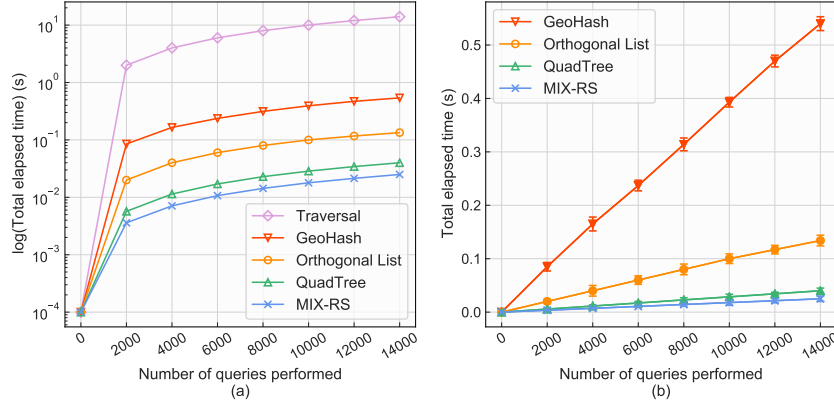 10¹
10⁰
10⁻¹
10⁻²
10⁻³
10⁻⁴
log(Total elapsed time) (s)
Traversal
GeoHash
Orthogonal List
QuadTree
MIX-RS
0
2000
4000
6000
8000
10000
12000
14000
Number of queries performed
(a)
GeoHash
Orthogonal List
QuadTree
MIX-RS
0.5
0.4
0.3
0.2
0.1
0.0
Total elapsed time (s)
0
2000
4000
6000
8000
10000
12000
14000
Number of queries performed
(b)